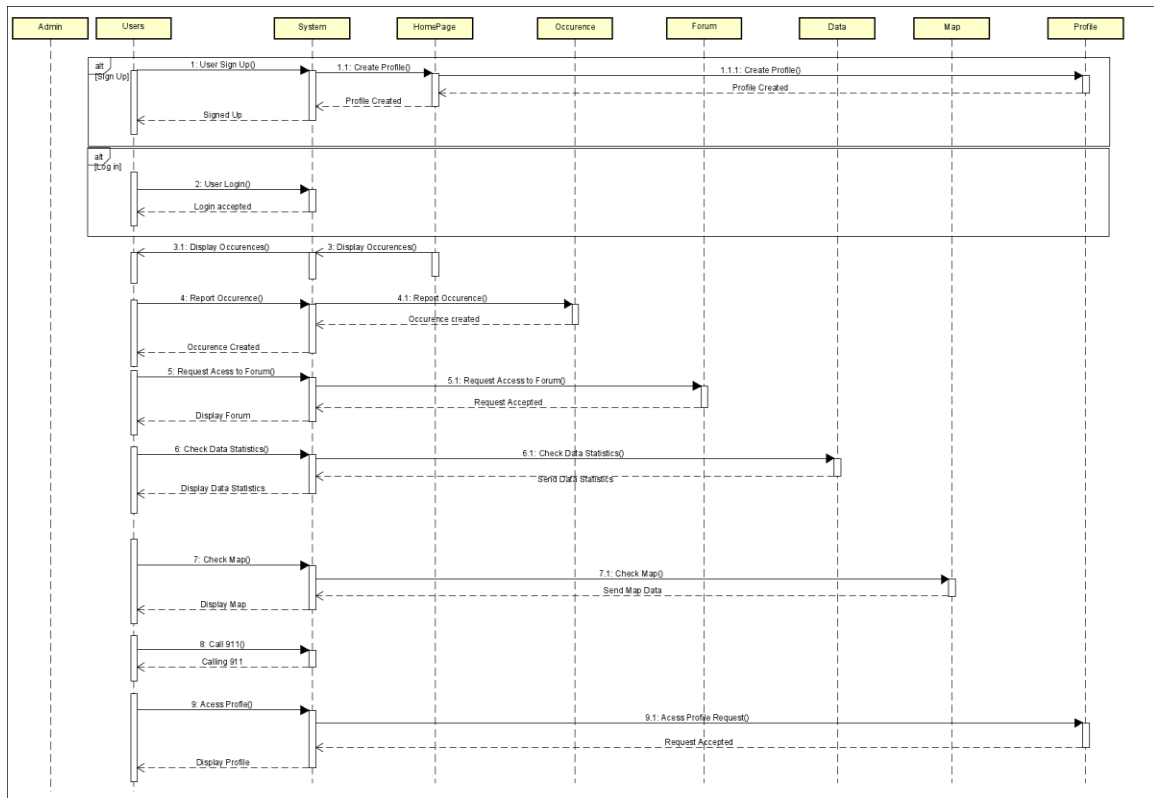 Admin
Users
System
HomePage
Occurence
Forum
Data
Map
Profile
alt
[Sign Up]
1: User Sign Up()
1.1: Create Profile()
1.1.1: Create Profile()
Profile Created
Profile Created
Signed Up
alt
[Log in]
2: User Login()
Login accepted
3.1: Display Occurences()
3: Display Occurences()
4: Report Occurence()
4.1: Report Occurence()
Occurence created
Occurence Created
5: Request Acess to Forum()
5.1: Request Access to Forum()
Request Accepted
Display Forum
6: Check Data Statistics()
6.1: Check Data Statistics()
Send Data Statistics
Display Data Statistics
7: Check Map()
7.1: Check Map()
Send Map Data
Display Map
8: Call 911()
Calling 911
9: Acess Profle()
9.1: Acess Profile Request()
Request Accepted
Display Profile